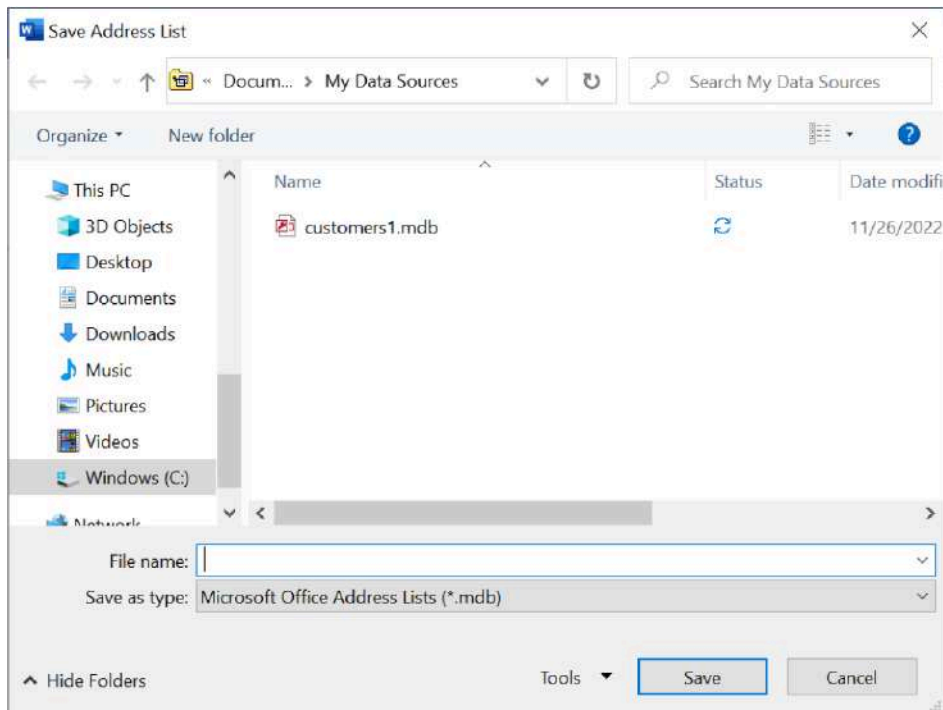 Save Address List
« Docum... > My Data Sources
Search My Data Sources
Organize
New folder
Name Status Date modifi
This PC
3D Objects
Desktop
Documents
Downloads
Music
Pictures
Videos
Windows (C:)
Network
customers1.mdb 11/26/2022
File name:
Save as type: Microsoft Office Address Lists (*.mdb)
Hide Folders
Tools
Save
Cancel